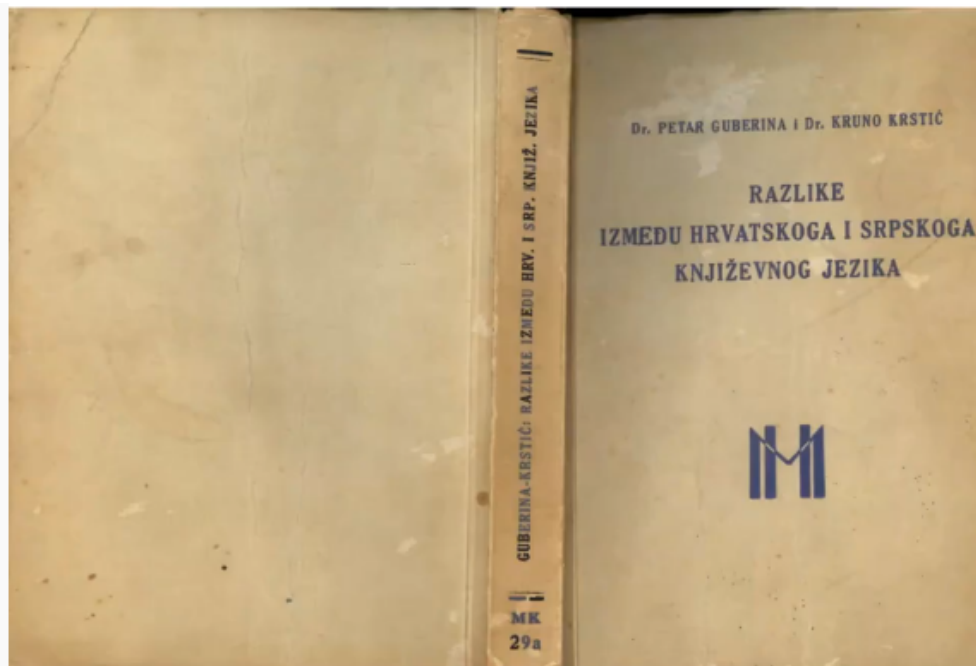 GUBERINA-KRSTIĆ: RAZLIKE IZMEĐU HRV. I SRP. KNJIŽ. JEZIKA
MK
29a
Dr. PETAR GUBERINA i Dr. KRUNO KRSTIĆ
RAZLIKE
IZMEĐU HRVATSKOGA I SRPSKOGA
KNJIŽEVNOG JEZIKA
MH